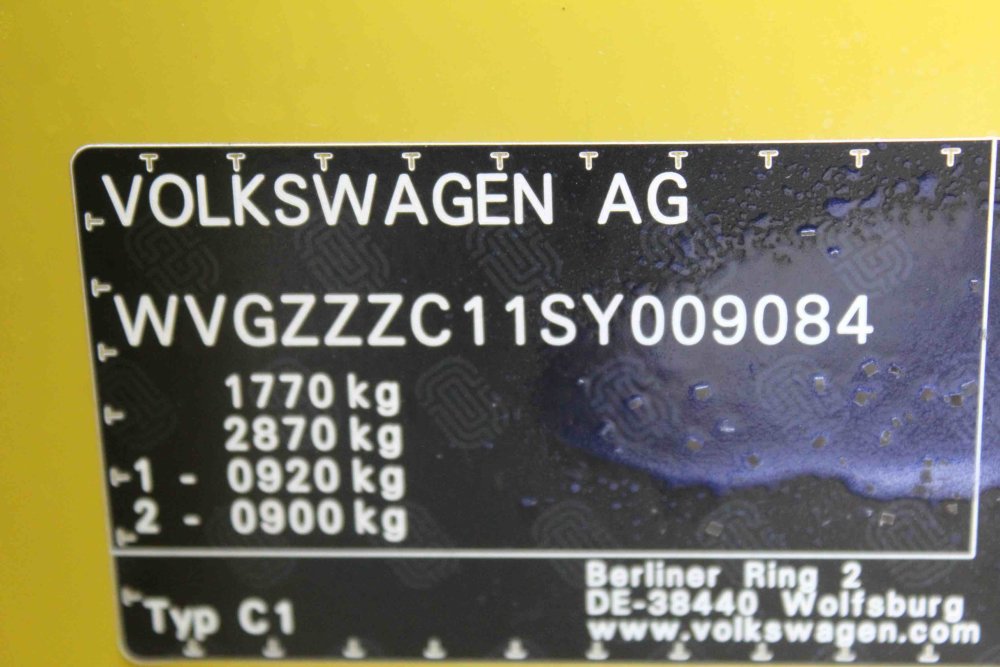 VOLKSWAGEN AG
WVGZZZC11SY009084
1770 kg
2870 kg
1 - 0920 kg
2 - 0900 kg
Typ C1
Berliner Ring 2
DE-38440 Wolfsburg
www.volkswagen.com